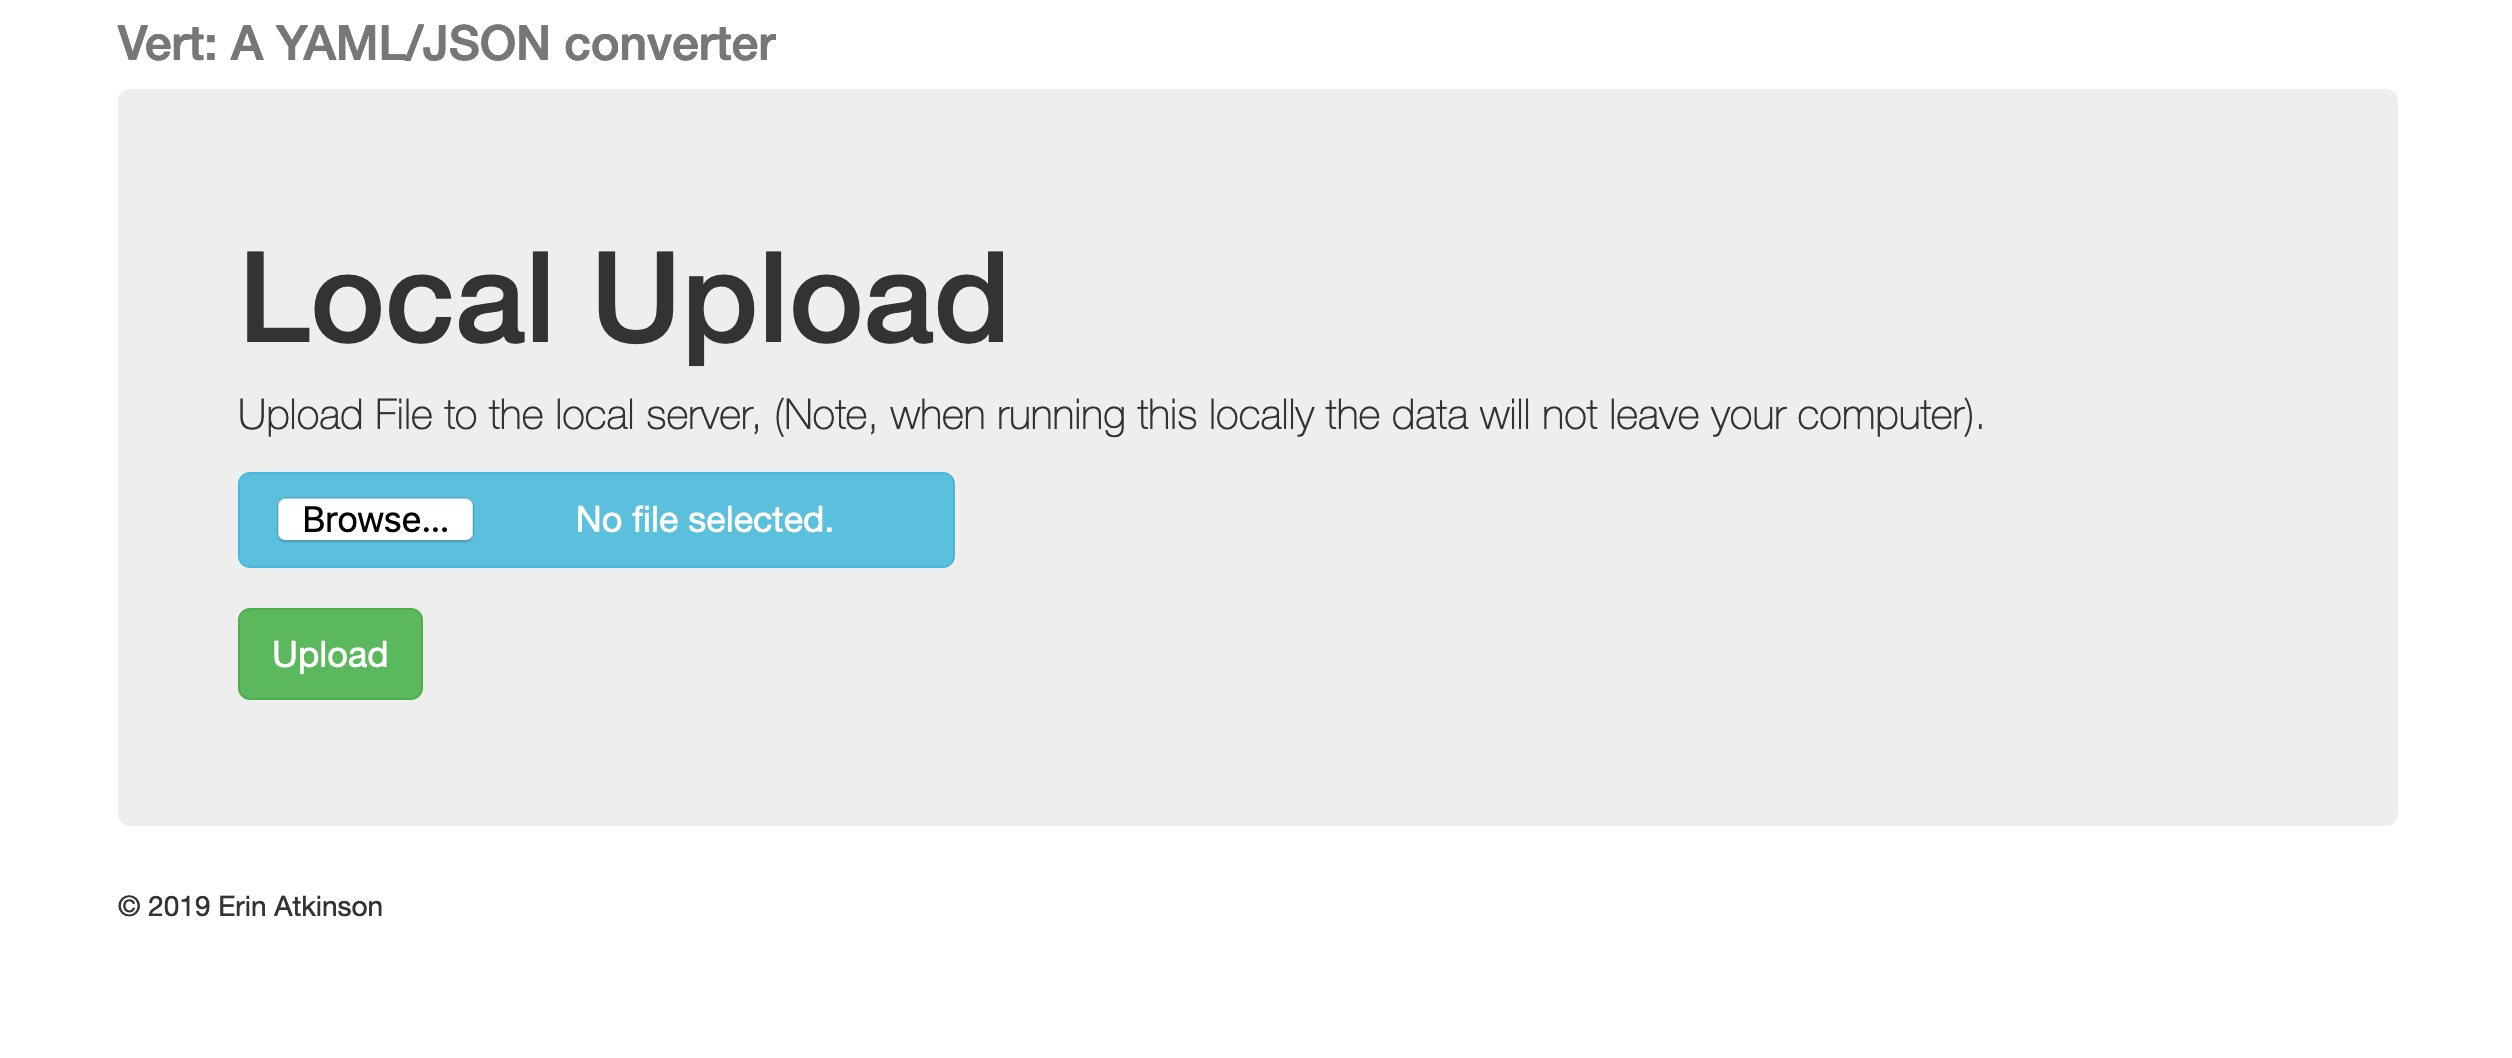 Vert: A YAML/JSON converter
Local Upload
Upload File to the local server, (Note, when running this locally the data will not leave your computer).
Browse... No file selected.
Upload
© 2019 Erin Atkinson